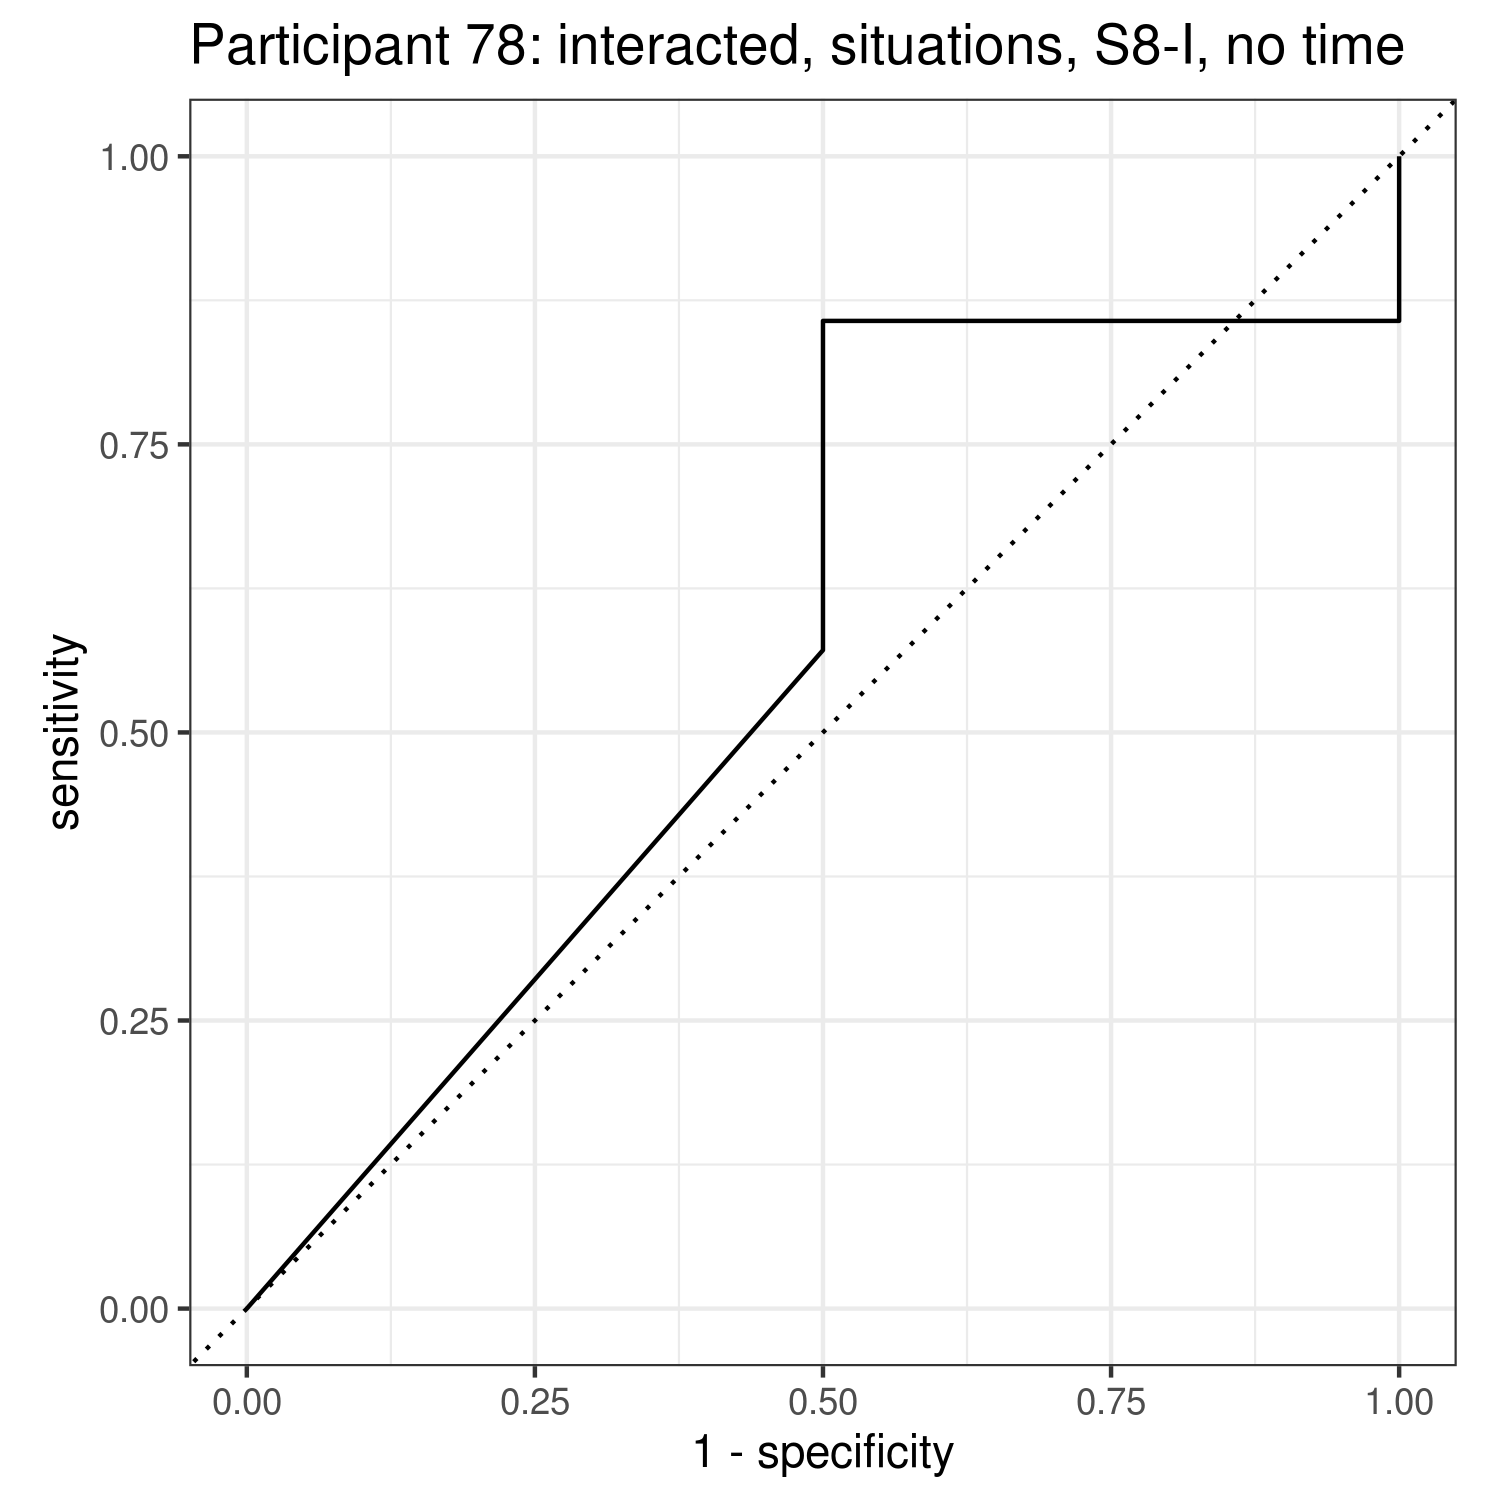 Participant 78: interacted, situations, S8-I, no time
1.00
0.75
0.50
0.25
0.00
sensitivity
0.00 0.25 0.50 0.75 1.00
1 - specificity